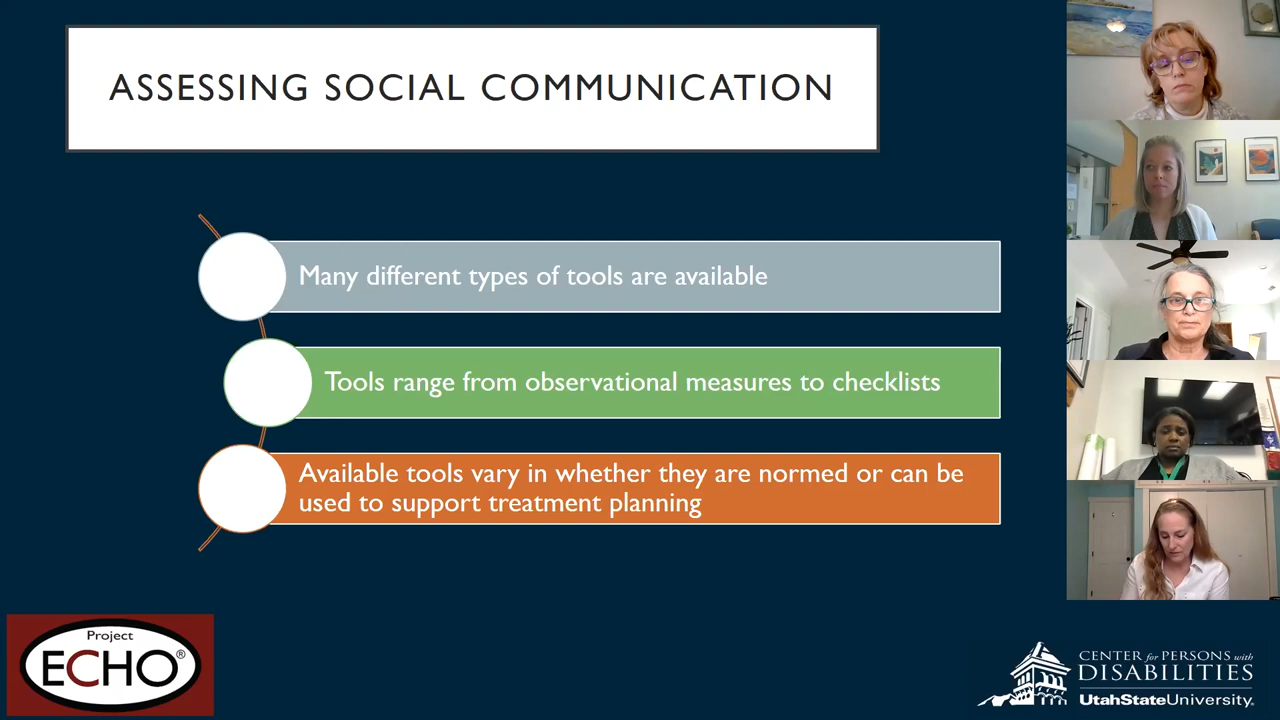 ASSESSING SOCIAL COMMUNICATION
Many different types of tools are available
Tools range from observational measures to checklists
Available tools vary in whether they are normed or can be
used to support treatment planning
Project
ECHO®
CENTER for PERSONS with
DISABILITIES
UtahStateUniversity.